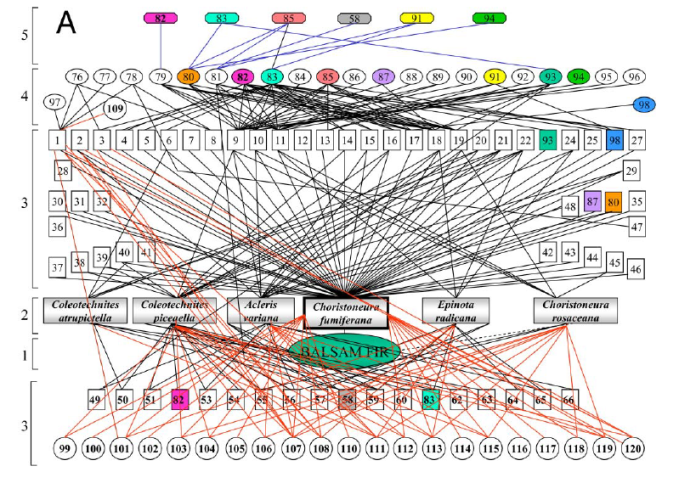 A
5
82 83 85 58 91 94
4
76 77 78 79 80 81 82 83 84 85 86 87 88 89 90 91 92 93 94 95 96
97 109 98
3
1 2 3 4 5 6 7 8 9 10 11 12 13 14 15 16 17 18 19 20 21 22 93 24 25 98 27
28 29
30 31 32 48 87 80 35
36 47
37 38 39 40 41 42 43 44 45 46
2
Coleotechnites atrupictella
Coleotechnites piceaella
Acleris variana
Choristoneura fumiferana
Epinota radicana
Choristoneura rosaceana
1
BALSAM FIR
3
49 50 51 82 53 54 55 56 57 58 59 60 83 62 63 64 65 66
99 100 101 102 103 104 105 106 107 108 110 111 112 113 114 115 116 117 118 119 120